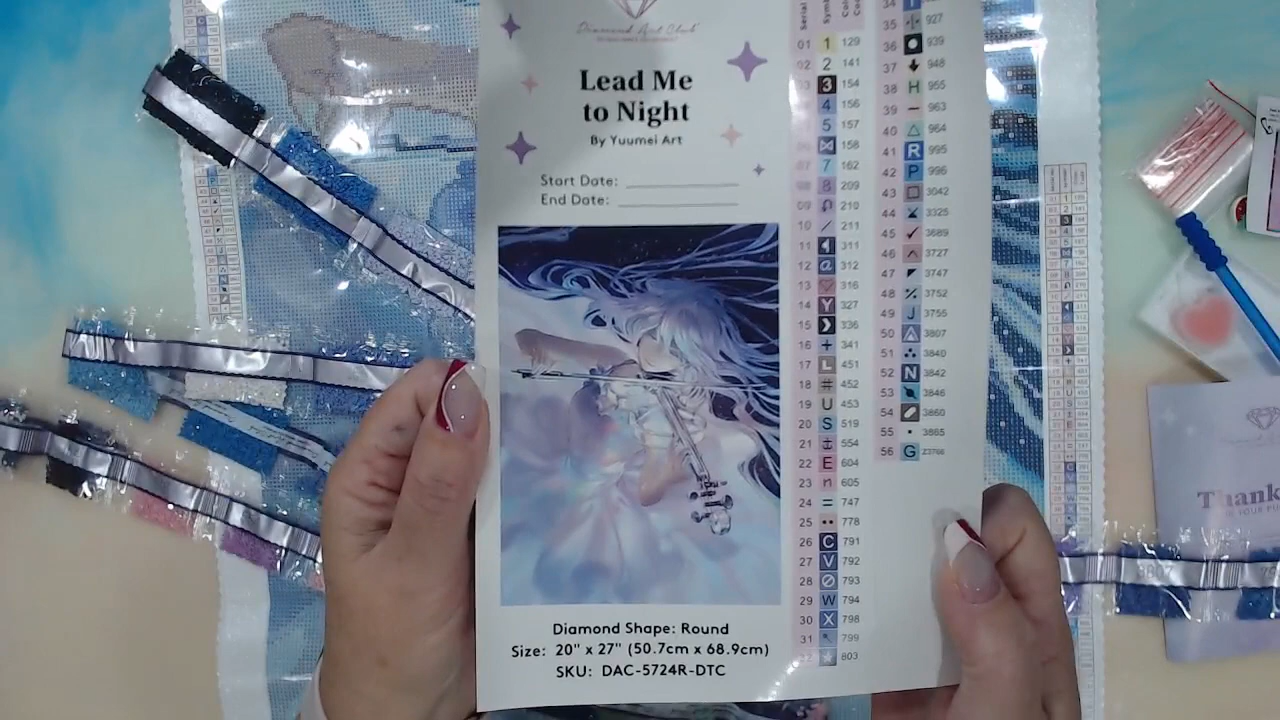 Diamond Art Club
Lead Me
to Night
By Yuumei Art
Start Date:
End Date:
Diamond Shape: Round
Size: 20" x 27" (50.7cm x 68.9cm)
SKU: DAC-5724R-DTC
Serial
01 1 129
02 2 141
03 3 154
04 4 156
05 5 157
06 158
07 7 162
08 8 209
09 210
10 / 211
11 311
12 @ 312
13 316
14 Y 327
15 336
16 + 341
17 L 451
18 # 452
19 U 453
20 S 519
21 554
22 E 604
23 n 605
24 = 747
25 778
26 C 791
27 V 792
28 793
29 W 794
30 X 798
31 799
803
34
35 927
36 939
37 948
38 H 955
39 963
40 964
41 R 995
42 P 996
43 3042
44 3325
45 3689
46 3727
47 3747
48 3752
49 J 3755
50 3807
51 3840
52 N 3842
53 3846
54 3860
55 3865
56 G Z3766